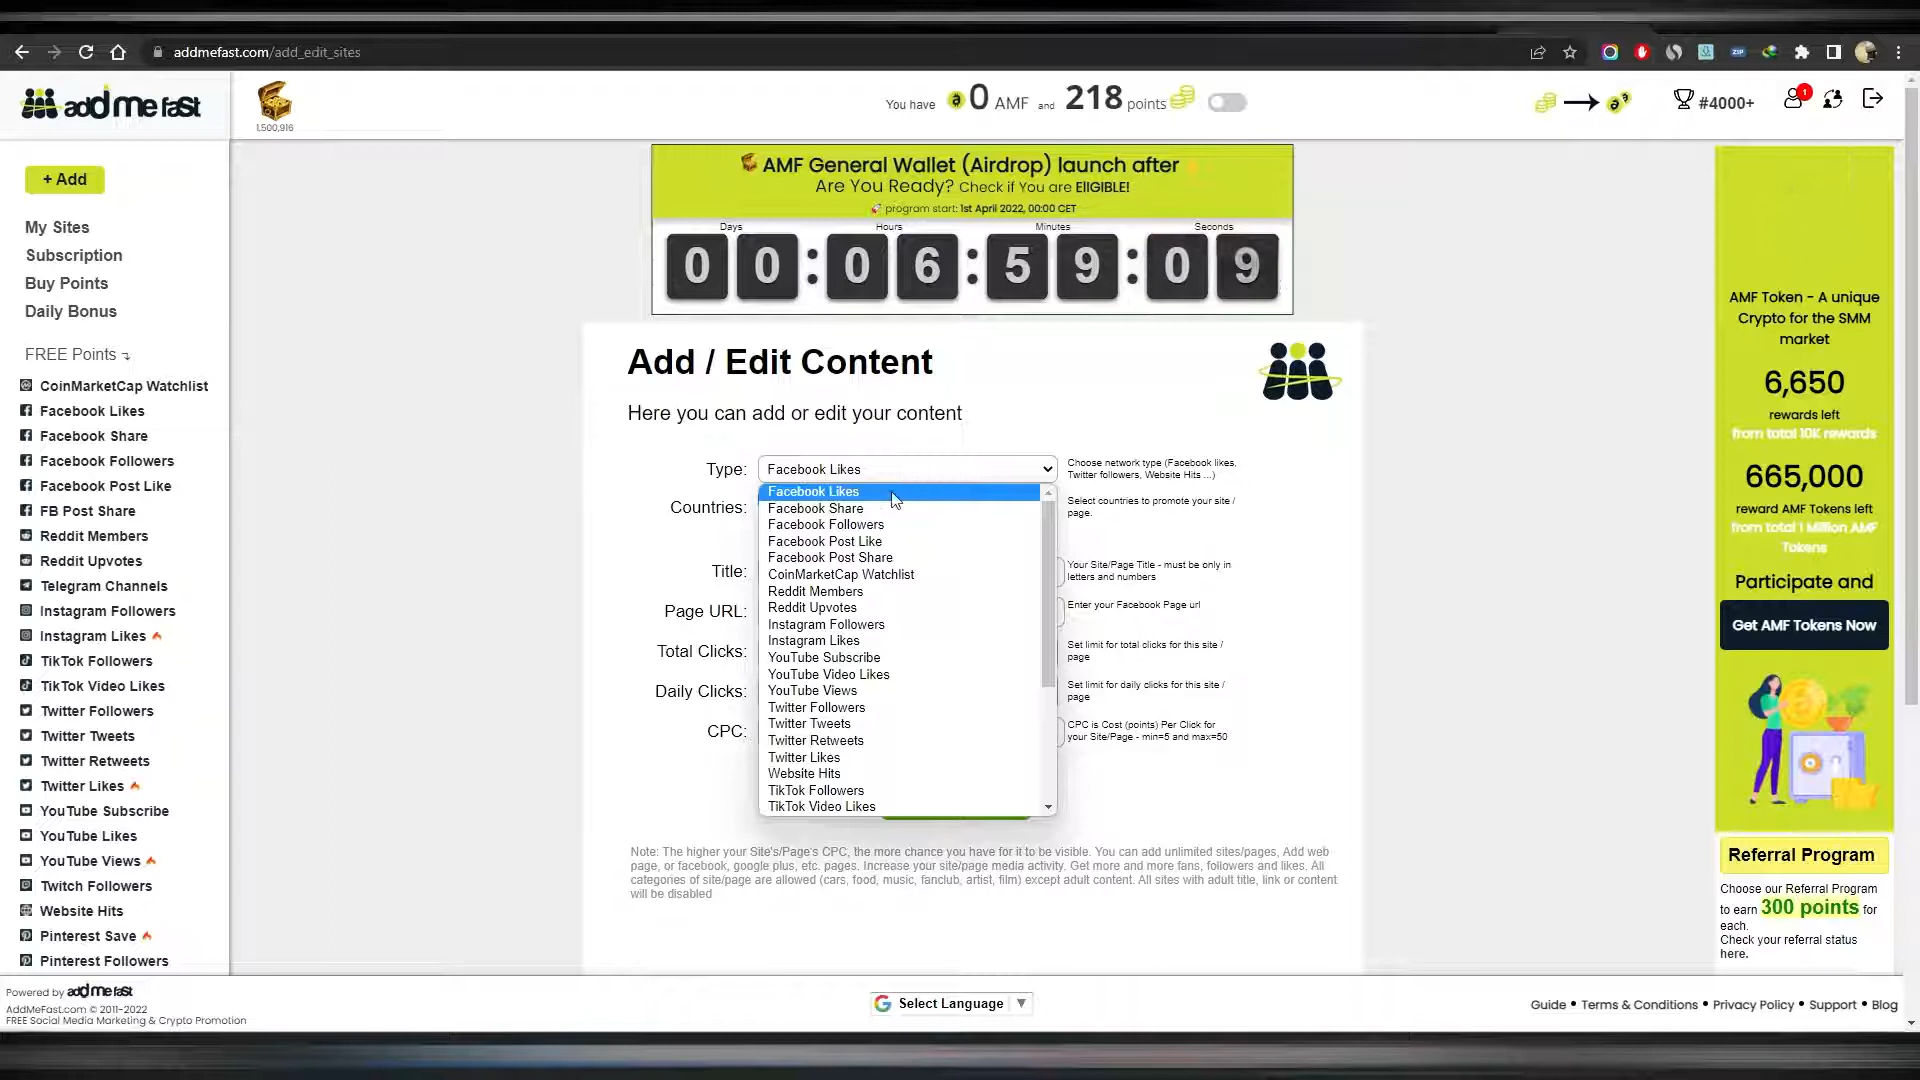 addmefast.com/add_edit_sites
add me fast
1,500,916
You have 0 AMF and 218 points
#4000+
1
+ Add
My Sites
Subscription
Buy Points
Daily Bonus
FREE Points
CoinMarketCap Watchlist
Facebook Likes
Facebook Share
Facebook Followers
Facebook Post Like
FB Post Share
Reddit Members
Reddit Upvotes
Telegram Channels
Instagram Followers
Instagram Likes
TikTok Followers
TikTok Video Likes
Twitter Followers
Twitter Tweets
Twitter Retweets
Twitter Likes
YouTube Subscribe
YouTube Likes
YouTube Views
Twitch Followers
Website Hits
Pinterest Save
Pinterest Followers
AMF General Wallet (Airdrop) launch after
Are You Ready? Check if You are ElIGIBLE!
program start: 1st April 2022, 00:00 CET
Days Hours Minutes Seconds
0 0 : 0 6 : 5 9 : 0 9
Add / Edit Content
Here you can add or edit your content
Type: Facebook Likes
Choose network type (Facebook likes,
Twitter followers, Website Hits ...)
Countries:
Select countries to promote your site /
page.
Title:
Your Site/Page Title - must be only in
letters and numbers
Page URL:
Enter your Facebook Page url
Total Clicks:
Set limit for total clicks for this site /
page
Daily Clicks:
Set limit for daily clicks for this site /
page
CPC:
CPC is Cost (points) Per Click for
your Site/Page - min=5 and max=50
Facebook Likes
Facebook Share
Facebook Followers
Facebook Post Like
Facebook Post Share
CoinMarketCap Watchlist
Reddit Members
Reddit Upvotes
Instagram Followers
Instagram Likes
YouTube Subscribe
YouTube Video Likes
YouTube Views
Twitter Followers
Twitter Tweets
Twitter Retweets
Twitter Likes
Website Hits
TikTok Followers
TikTok Video Likes
Note: The higher your Site's/Page's CPC, the more chance you have for it to be visible. You can add unlimited sites/pages, Add web
page, or facebook, google plus, etc. pages. Increase your site/page media activity. Get more and more fans, followers and likes. All
categories of site/page are allowed (cars, food, music, fanclub, artist, film) except adult content. All sites with adult title, link or content
will be disabled
AMF Token - A unique
Crypto for the SMM
market
6,650
rewards left
from total 10K rewards
665,000
reward AMF Tokens left
from total 1 Million AMF
Tokens
Participate and
Get AMF Tokens Now
Referral Program
Choose our Referral Program
to earn 300 points for
each.
Check your referral status
here.
Powered by add me fast
AddMeFast.com © 2011-2022
FREE Social Media Marketing & Crypto Promotion
Select Language ▼
Guide • Terms & Conditions • Privacy Policy • Support • Blog